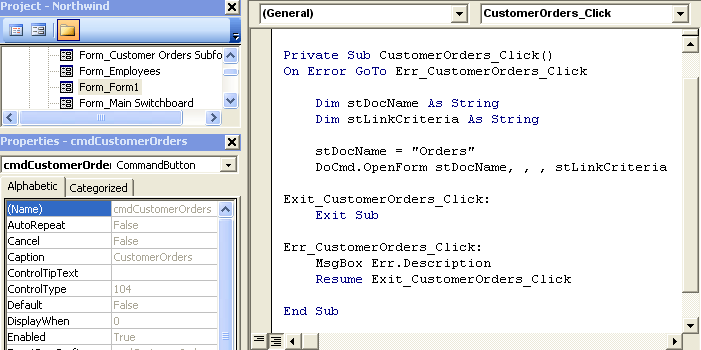 Project - Northwind
Form_Customer Orders Subfo
Form_Employees
Form_Form1
Form_Main Switchboard
Properties - cmdCustomerOrders
cmdCustomerOrde CommandButton
Alphabetic Categorized
(Name) cmdCustomerOrders
AutoRepeat False
Cancel False
Caption CustomerOrders
ControlTipText
ControlType 104
Default False
DisplayWhen 0
Enabled True
(General) CustomerOrders_Click
Private Sub CustomerOrders_Click()
On Error GoTo Err_CustomerOrders_Click
Dim stDocName As String
Dim stLinkCriteria As String
stDocName = "Orders"
DoCmd.OpenForm stDocName, , , stLinkCriteria
Exit_CustomerOrders_Click:
Exit Sub
Err_CustomerOrders_Click:
MsgBox Err.Description
Resume Exit_CustomerOrders_Click
End Sub